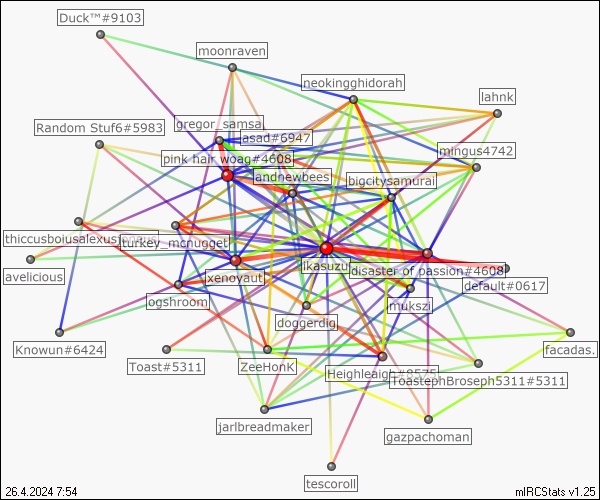 Duck™#9103
moonraven
neokingghidorah
lahnk
gregor_samsa
asad#6947
Random Stuf6#5983
mingus4742
pink hair woag#4608
landnewbees
bigcitysamurai
thiccusboiusalexus
turkey_mcnugget
ikasuzu
disaster of passion#4608
avelicious
xenoyaut
default#0617
ogshroom
mukszi
doggerdig
Knowun#6424
Toast#5311
ZeeHonK
Heighleaigh#8575
facadas.
ToastephBroseph5311#5311
jarlbreadmaker
gazpachoman
tescoroll
26.4.2024 7:54
mIRCStats v1.25